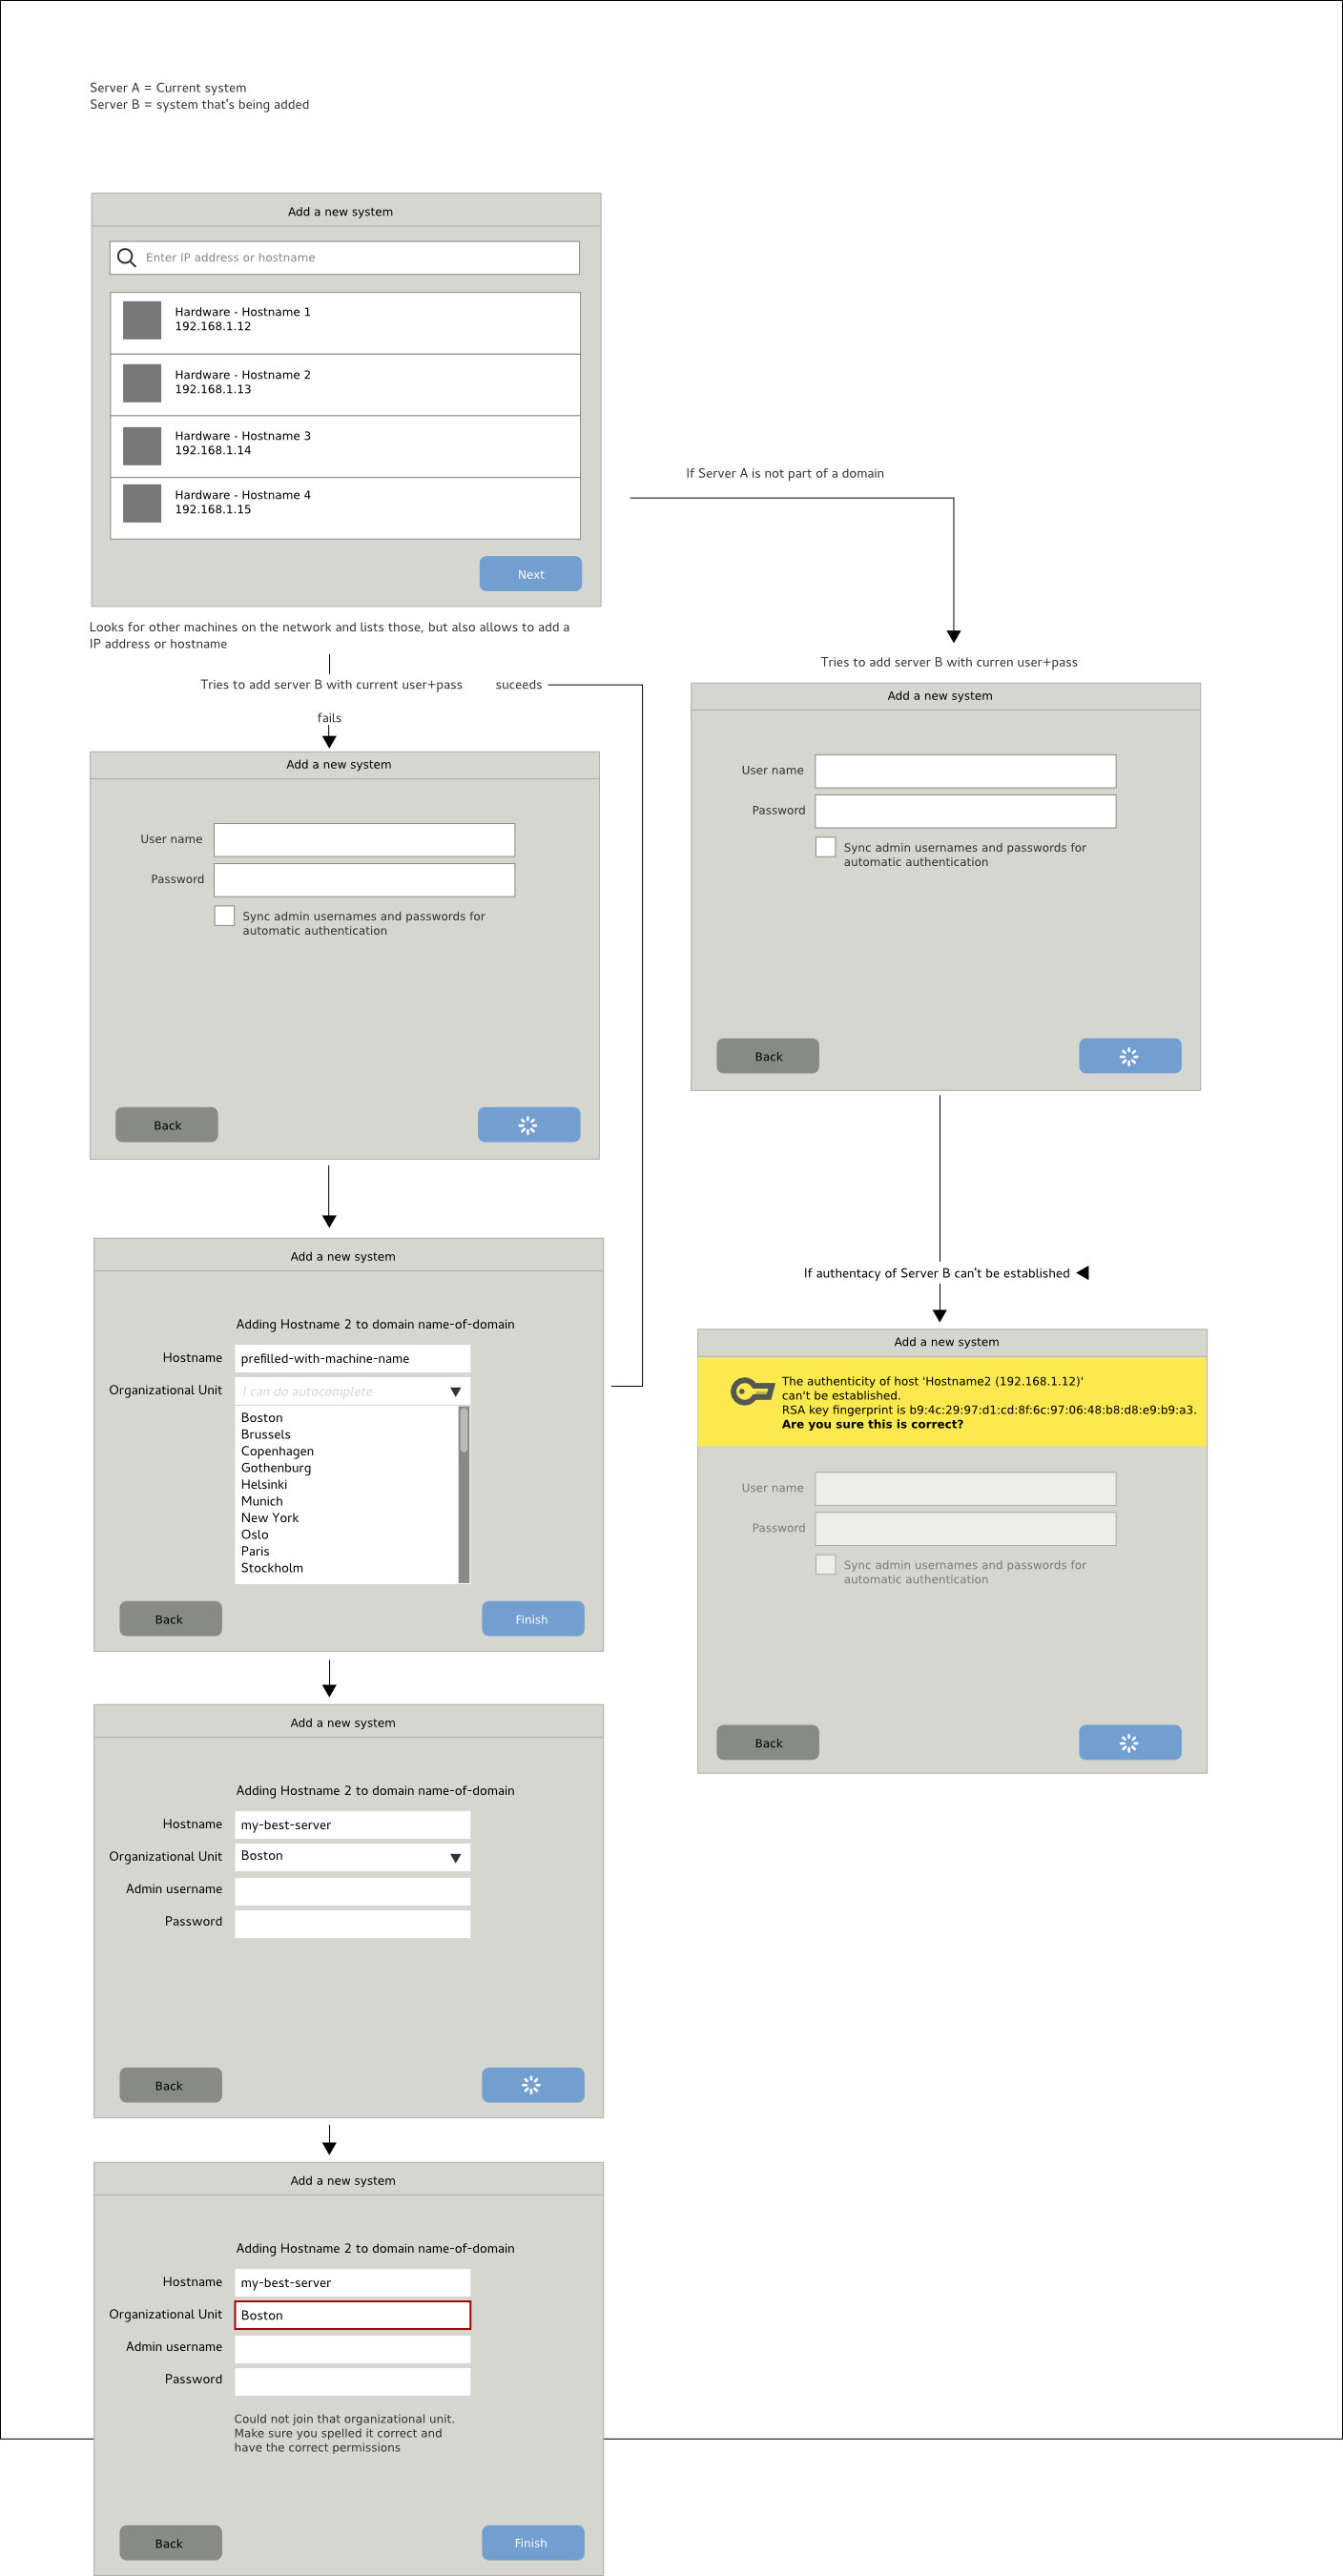 Server A = Current system
Server B = system that's being added
Add a new system
Enter IP address or hostname
Hardware - Hostname 1
192.168.1.12
Hardware - Hostname 2
192.168.1.13
Hardware - Hostname 3
192.168.1.14
Hardware - Hostname 4
192.168.1.15
Next
Looks for other machines on the network and lists those, but also allows to add a
IP address or hostname
Tries to add server B with current user+pass
suceeds
fails
Add a new system
User name
Password
Sync admin usernames and passwords for
automatic authentication
Back
Add a new system
Adding Hostname 2 to domain name-of-domain
Hostname
prefilled-with-machine-name
Organizational Unit
I can do autocomplete
Boston
Brussels
Copenhagen
Gothenburg
Helsinki
Munich
New York
Oslo
Paris
Stockholm
Back
Finish
Add a new system
Adding Hostname 2 to domain name-of-domain
Hostname
my-best-server
Organizational Unit
Boston
Admin username
Password
Back
Add a new system
Adding Hostname 2 to domain name-of-domain
Hostname
my-best-server
Organizational Unit
Boston
Admin username
Password
Could not join that organizational unit.
Make sure you spelled it correct and
have the correct permissions
Back
Finish
If Server A is not part of a domain
Tries to add server B with curren user+pass
Add a new system
User name
Password
Sync admin usernames and passwords for
automatic authentication
Back
If authentacy of Server B can't be established
Add a new system
The authenticity of host 'Hostname2 (192.168.1.12)'
can't be established.
RSA key fingerprint is b9:4c:29:97:d1:cd:8f:6c:97:06:48:b8:d8:e9:b9:a3.
Are you sure this is correct?
User name
Password
Sync admin usernames and passwords for
automatic authentication
Back